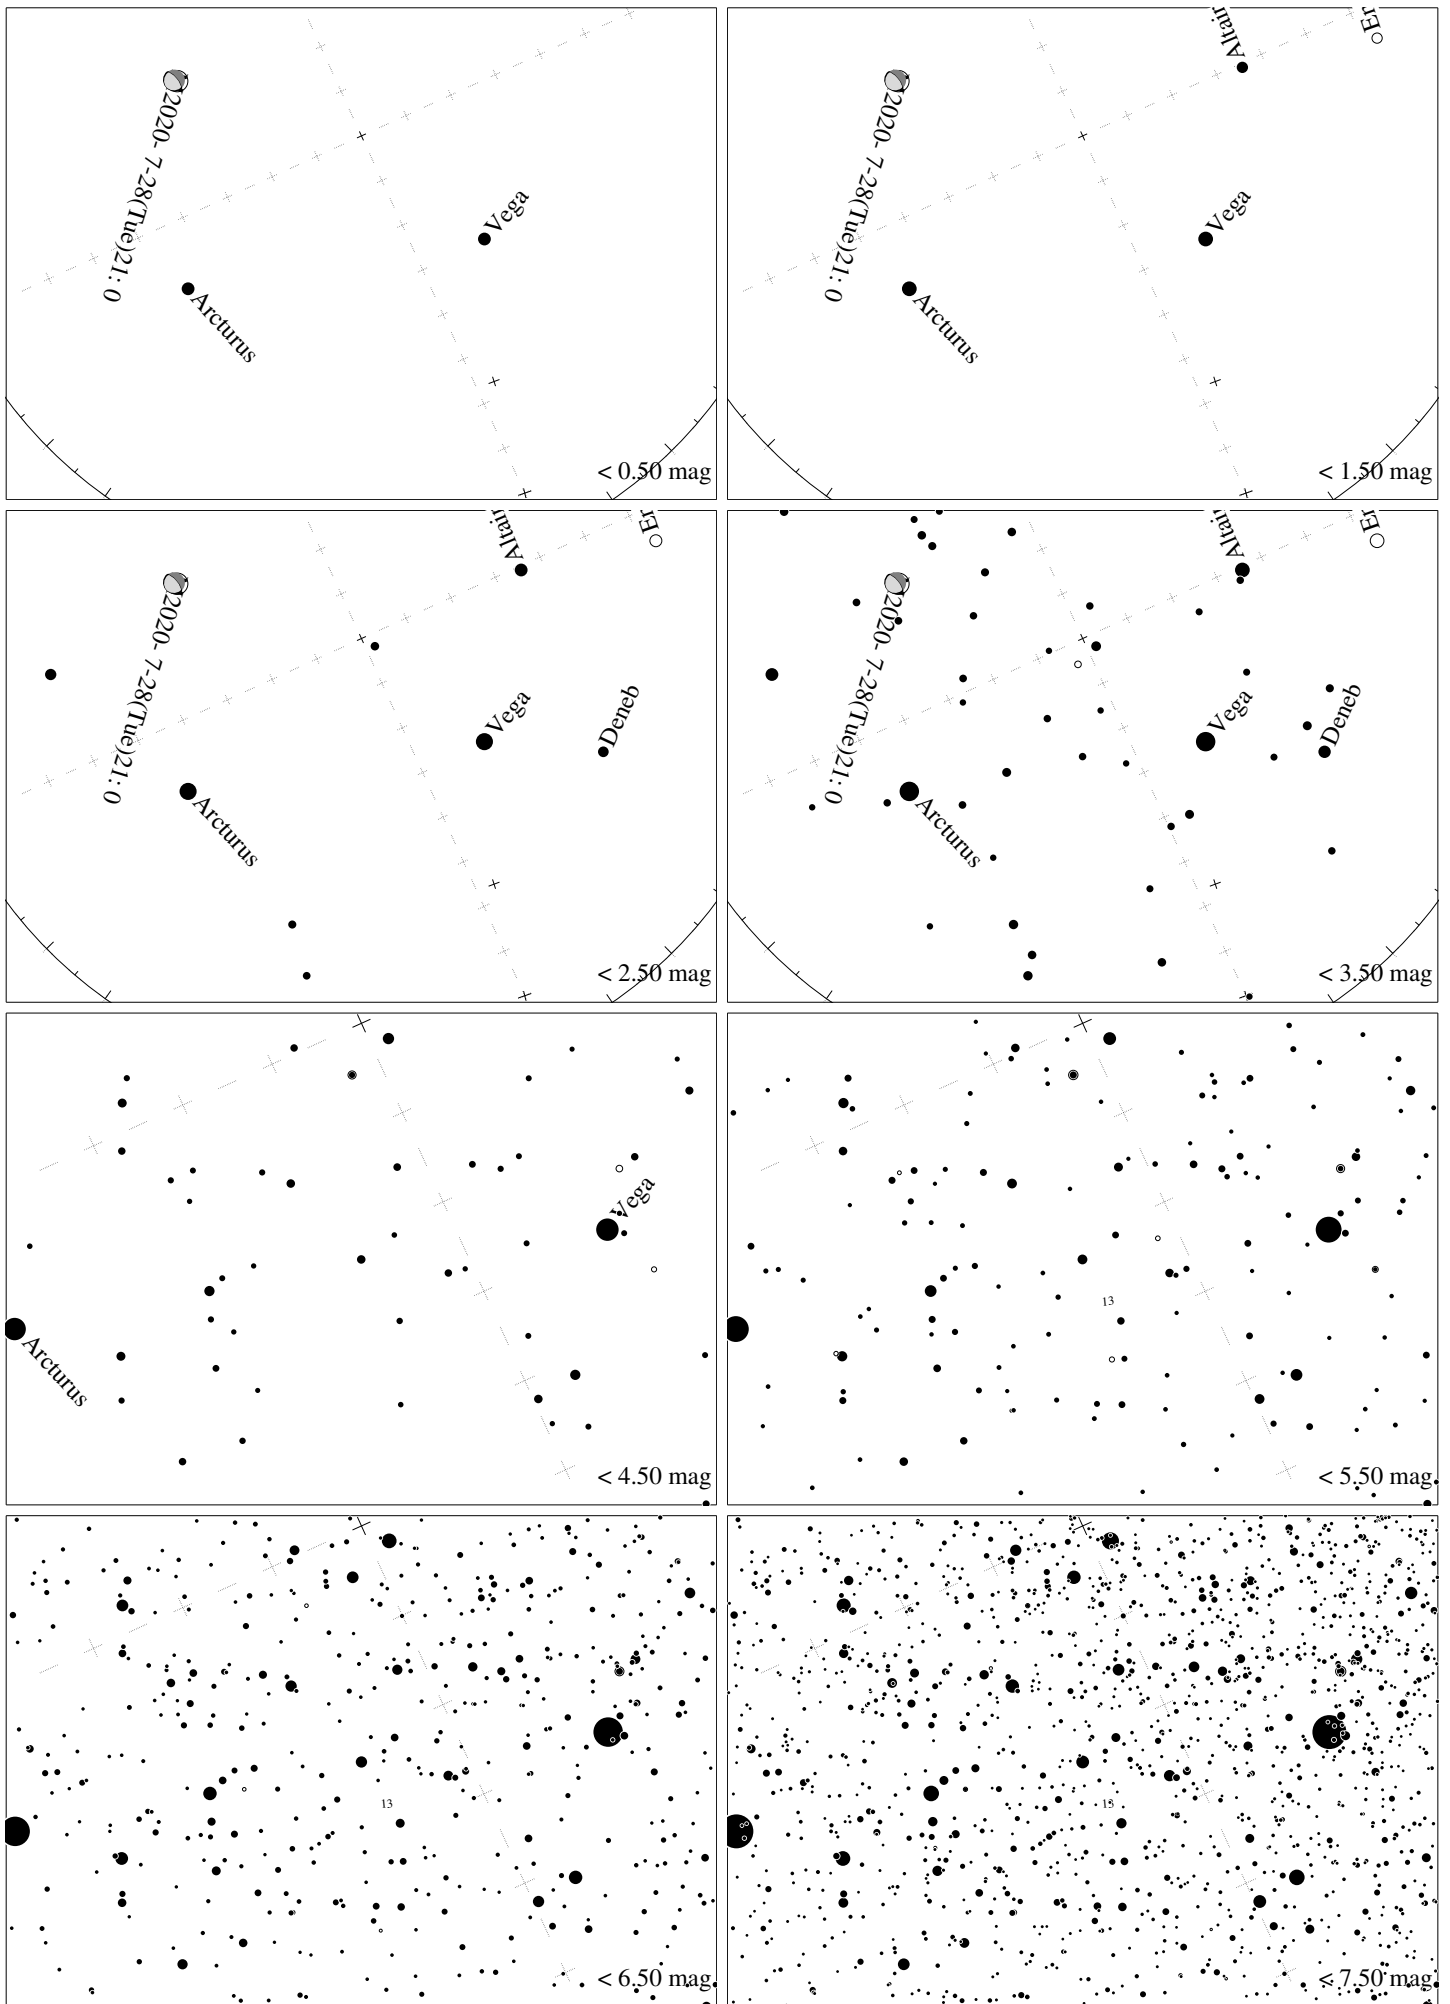 2020- 7-28(Tue)21: 0
Vega
Arcturus
< 0.50 mag
Altair
Er
2020- 7-28(Tue)21: 0
Vega
Arcturus
< 1.50 mag
Altair
Er
2020- 7-28(Tue)21: 0
Vega
Deneb
Arcturus
< 2.50 mag
Altair
Er
2020- 7-28(Tue)21: 0
Vega
Deneb
Arcturus
< 3.50 mag
Vega
Arcturus
< 4.50 mag
13
< 5.50 mag
13
< 6.50 mag
13
< 7.50 mag